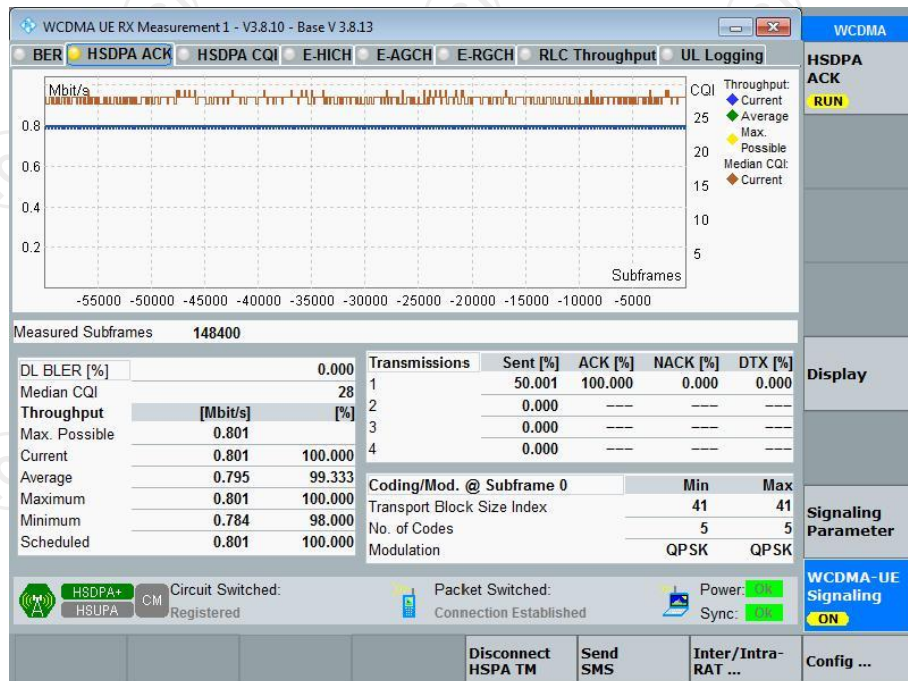 WCDMA UE RX Measurement 1 - V3.8.10 - Base V 3.8.13
BER HSDPA ACK HSDPA CQI E-HICH E-AGCH E-RGCH RLC Throughput UL Logging
Mbit/s
0.8
0.6
0.4
0.2
CQI
25
20
15
10
5
Subframes
-55000 -50000 -45000 -40000 -35000 -30000 -25000 -20000 -15000 -10000 -5000
Throughput:
Current
Average
Max.
Possible
Median CQI:
Current
Measured Subframes 148400
DL BLER [%] 0.000
Median CQI 28
Throughput [Mbit/s] [%]
Max. Possible 0.801
Current 0.801 100.000
Average 0.795 99.333
Maximum 0.801 100.000
Minimum 0.784 98.000
Scheduled 0.801 100.000
Transmissions Sent [%] ACK [%] NACK [%] DTX [%]
1 50.001 100.000 0.000 0.000
2 0.000 --- --- ---
3 0.000 --- --- ---
4 0.000 --- --- ---
Coding/Mod. @ Subframe 0 Min Max
Transport Block Size Index 41 41
No. of Codes 5 5
Modulation QPSK QPSK
HSDPA+
HSUPA
CM
Circuit Switched:
Registered
Packet Switched:
Connection Established
Power: Ok
Sync: Ok
Disconnect
HSPA TM
Send
SMS
Inter/Intra-
RAT ...
Config ...
WCDMA
HSDPA
ACK
RUN
Display
Signaling
Parameter
WCDMA-UE
Signaling
ON